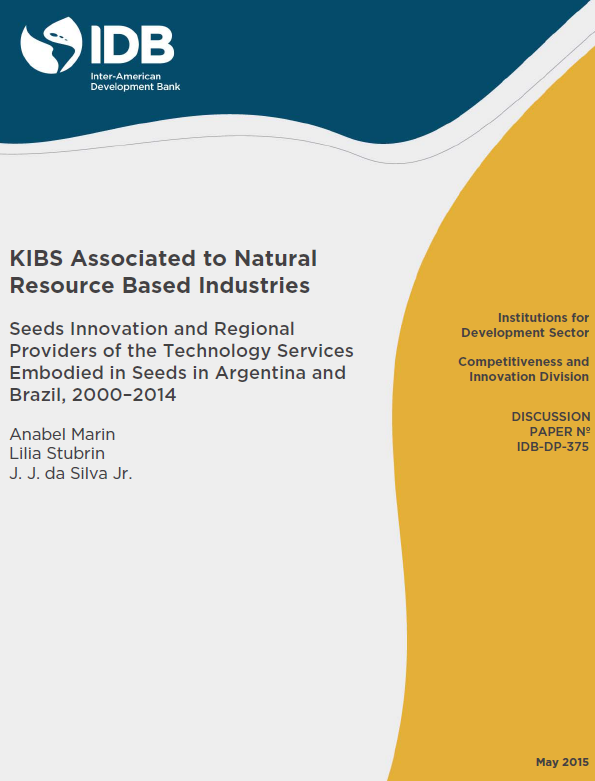 IDB
Inter-American
Development Bank
KIBS Associated to Natural
Resource Based Industries
Seeds Innovation and Regional
Providers of the Technology Services
Embodied in Seeds in Argentina and
Brazil, 2000–2014
Anabel Marin
Lilia Stubrin
J. J. da Silva Jr.
Institutions for
Development Sector
Competitiveness and
Innovation Division
DISCUSSION
PAPER Nº
IDB-DP-375
May 2015